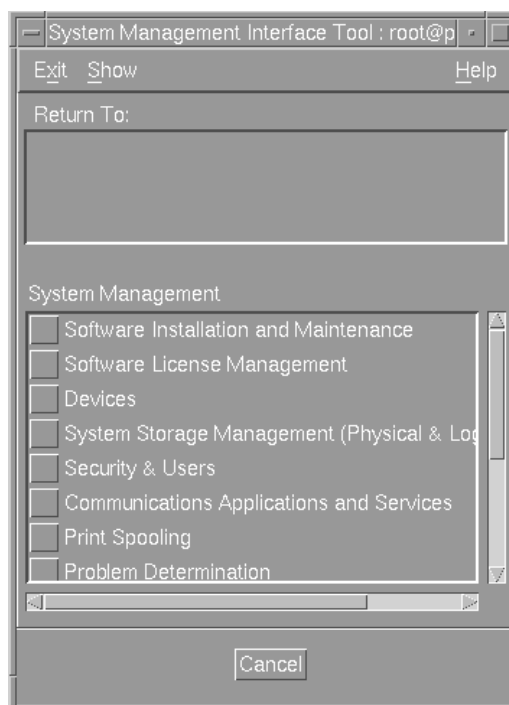 System Management Interface Tool : root@p
Exit Show Help
Return To:
System Management
Software Installation and Maintenance
Software License Management
Devices
System Storage Management (Physical & Log
Security & Users
Communications Applications and Services
Print Spooling
Problem Determination
Cancel